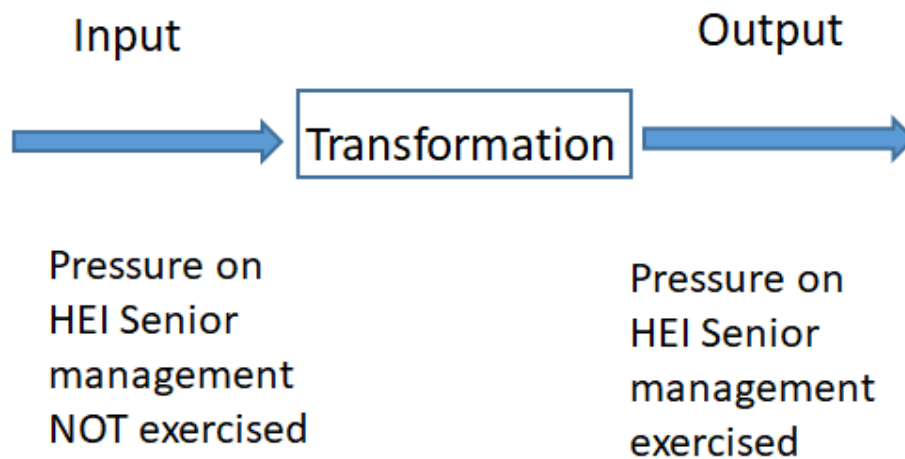 Input
Output
Transformation
Pressure on
HEI Senior
management
NOT exercised
Pressure on
HEI Senior
management
exercised